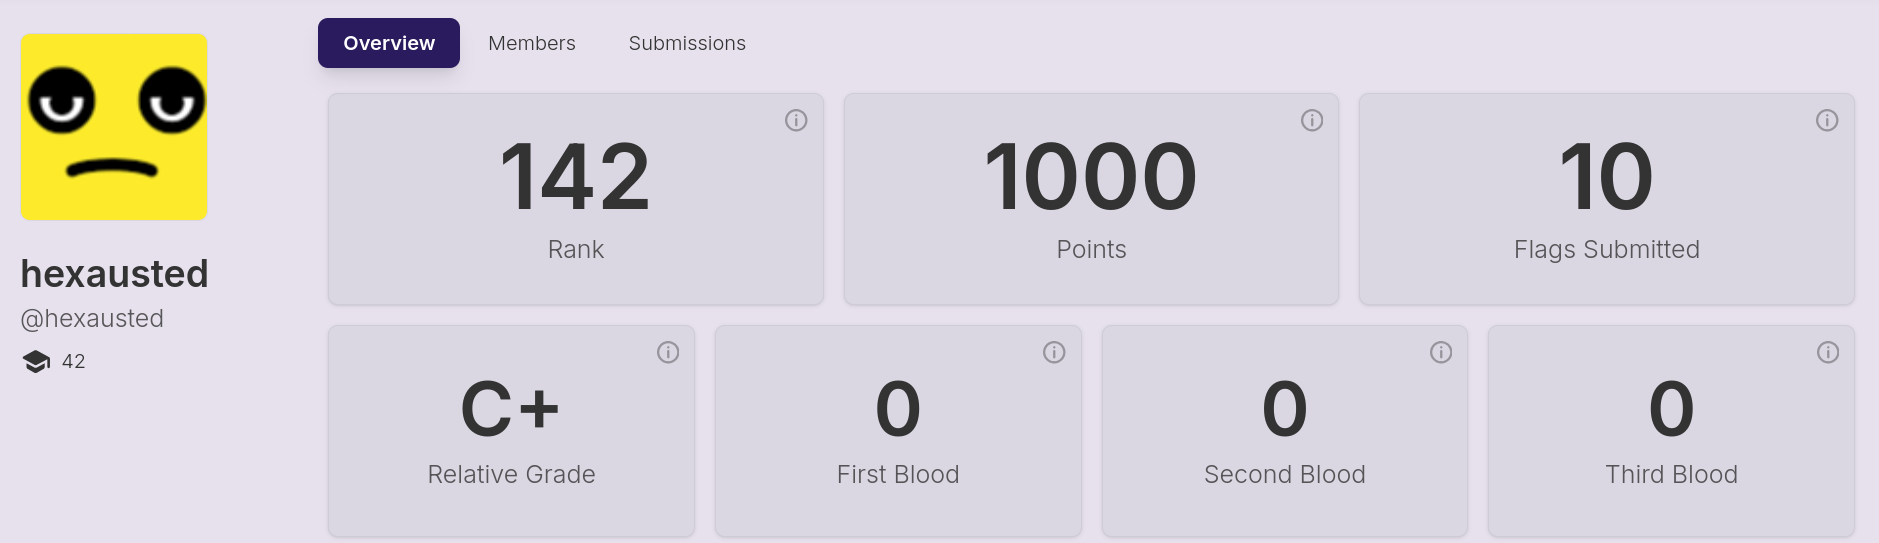 Overview Members Submissions
hexausted
@hexausted
42
142
Rank
1000
Points
10
Flags Submitted
C+
Relative Grade
0
First Blood
0
Second Blood
0
Third Blood